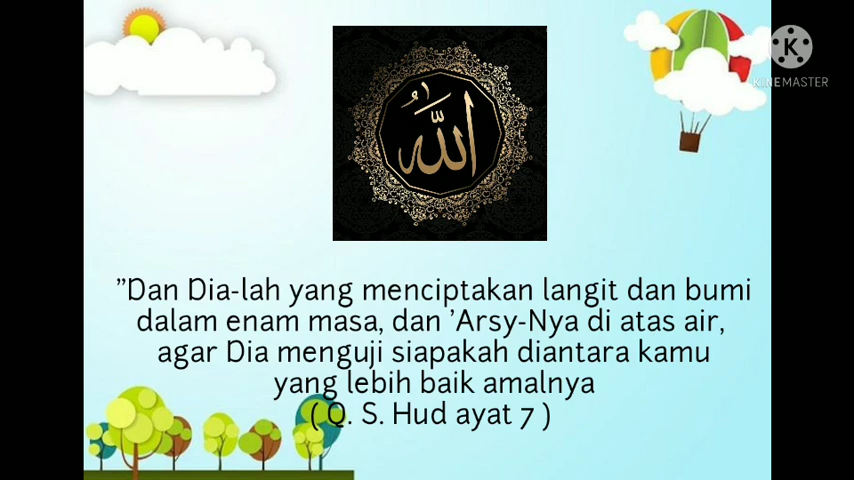 KINEMASTER
الله
”Dan Dia-lah yang menciptakan langit dan bumi
dalam enam masa, dan ’Arsy-Nya di atas air,
agar Dia menguji siapakah diantara kamu
yang lebih baik amalnya
( Q. S. Hud ayat 7 )